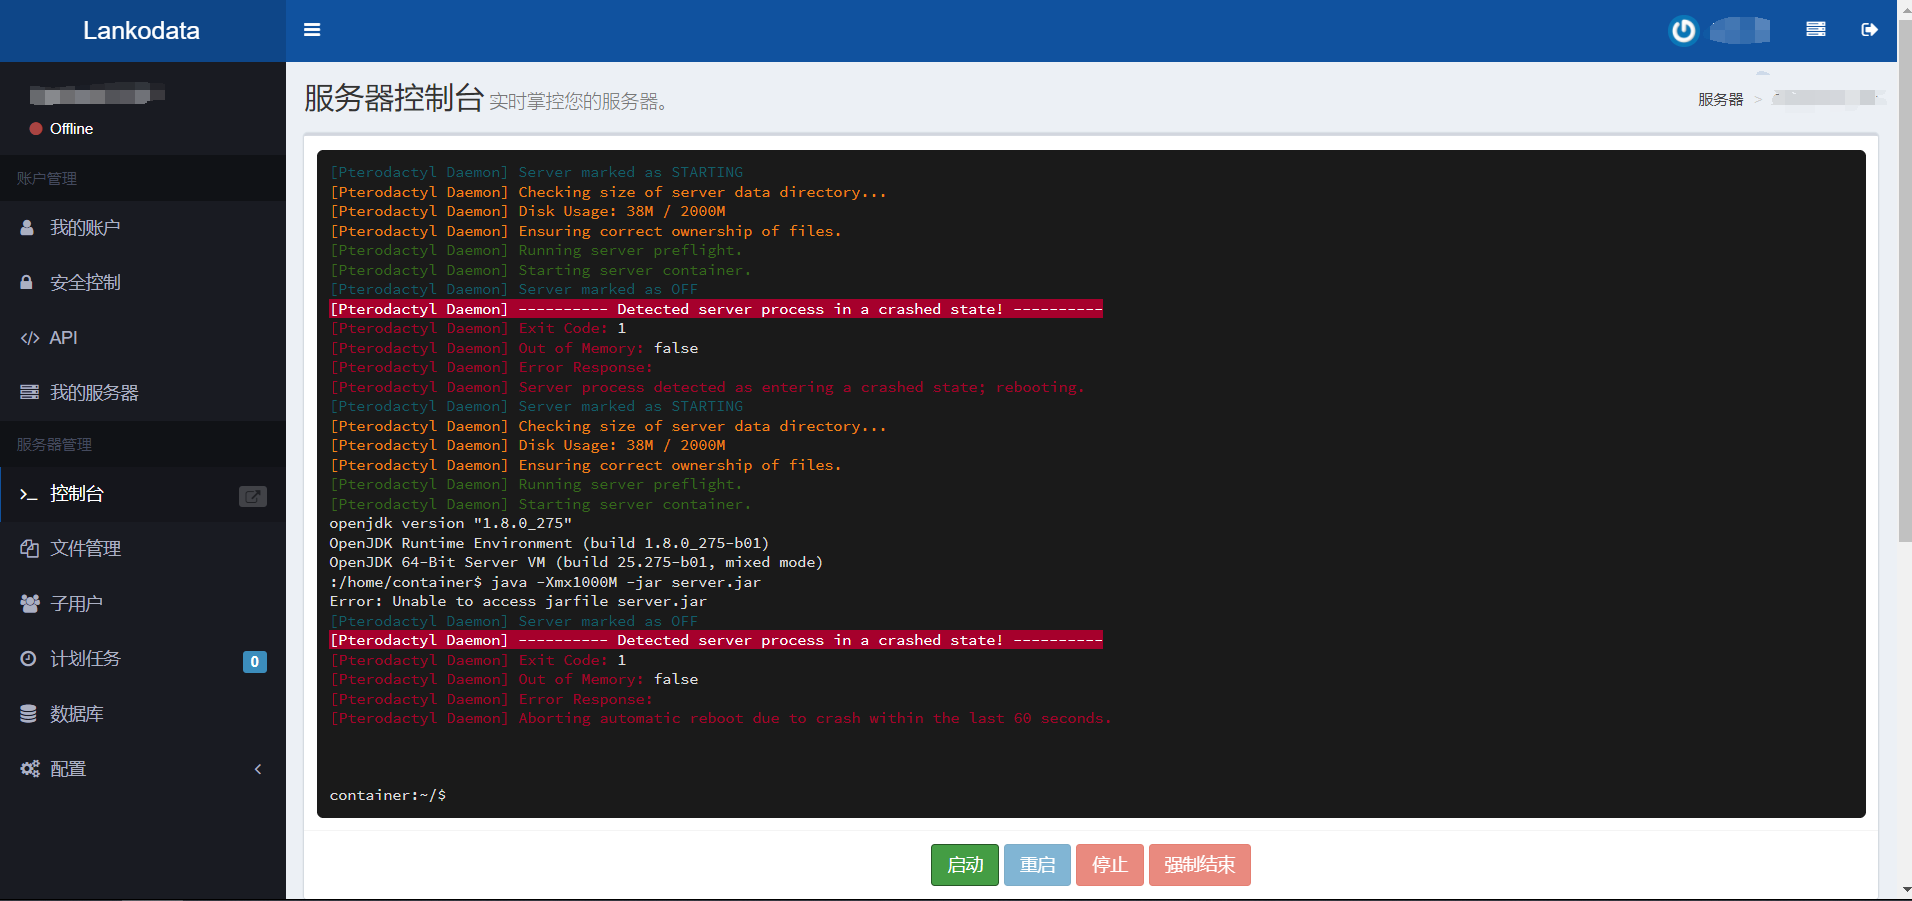 Lankodata
Offline
账户管理
我的账户
安全控制
API
我的服务器
服务器管理
控制台
文件管理
子用户
计划任务
0
数据库
配置
服务器控制台 实时掌控您的服务器。
服务器 >
[Pterodactyl Daemon] Server marked as STARTING
[Pterodactyl Daemon] Checking size of server data directory...
[Pterodactyl Daemon] Disk Usage: 38M / 2000M
[Pterodactyl Daemon] Ensuring correct ownership of files.
[Pterodactyl Daemon] Running server preflight.
[Pterodactyl Daemon] Starting server container.
[Pterodactyl Daemon] Server marked as OFF
[Pterodactyl Daemon] ---------- Detected server process in a crashed state! ----------
[Pterodactyl Daemon] Exit Code: 1
[Pterodactyl Daemon] Out of Memory: false
[Pterodactyl Daemon] Error Response:
[Pterodactyl Daemon] Server process detected as entering a crashed state; rebooting.
[Pterodactyl Daemon] Server marked as STARTING
[Pterodactyl Daemon] Checking size of server data directory...
[Pterodactyl Daemon] Disk Usage: 38M / 2000M
[Pterodactyl Daemon] Ensuring correct ownership of files.
[Pterodactyl Daemon] Running server preflight.
[Pterodactyl Daemon] Starting server container.
openjdk version "1.8.0_275"
OpenJDK Runtime Environment (build 1.8.0_275-b01)
OpenJDK 64-Bit Server VM (build 25.275-b01, mixed mode)
:/home/container$ java -Xmx1000M -jar server.jar
Error: Unable to access jarfile server.jar
[Pterodactyl Daemon] Server marked as OFF
[Pterodactyl Daemon] ---------- Detected server process in a crashed state! ----------
[Pterodactyl Daemon] Exit Code: 1
[Pterodactyl Daemon] Out of Memory: false
[Pterodactyl Daemon] Error Response:
[Pterodactyl Daemon] Aborting automatic reboot due to crash within the last 60 seconds.
container:~/$
启动 重启 停止 强制结束